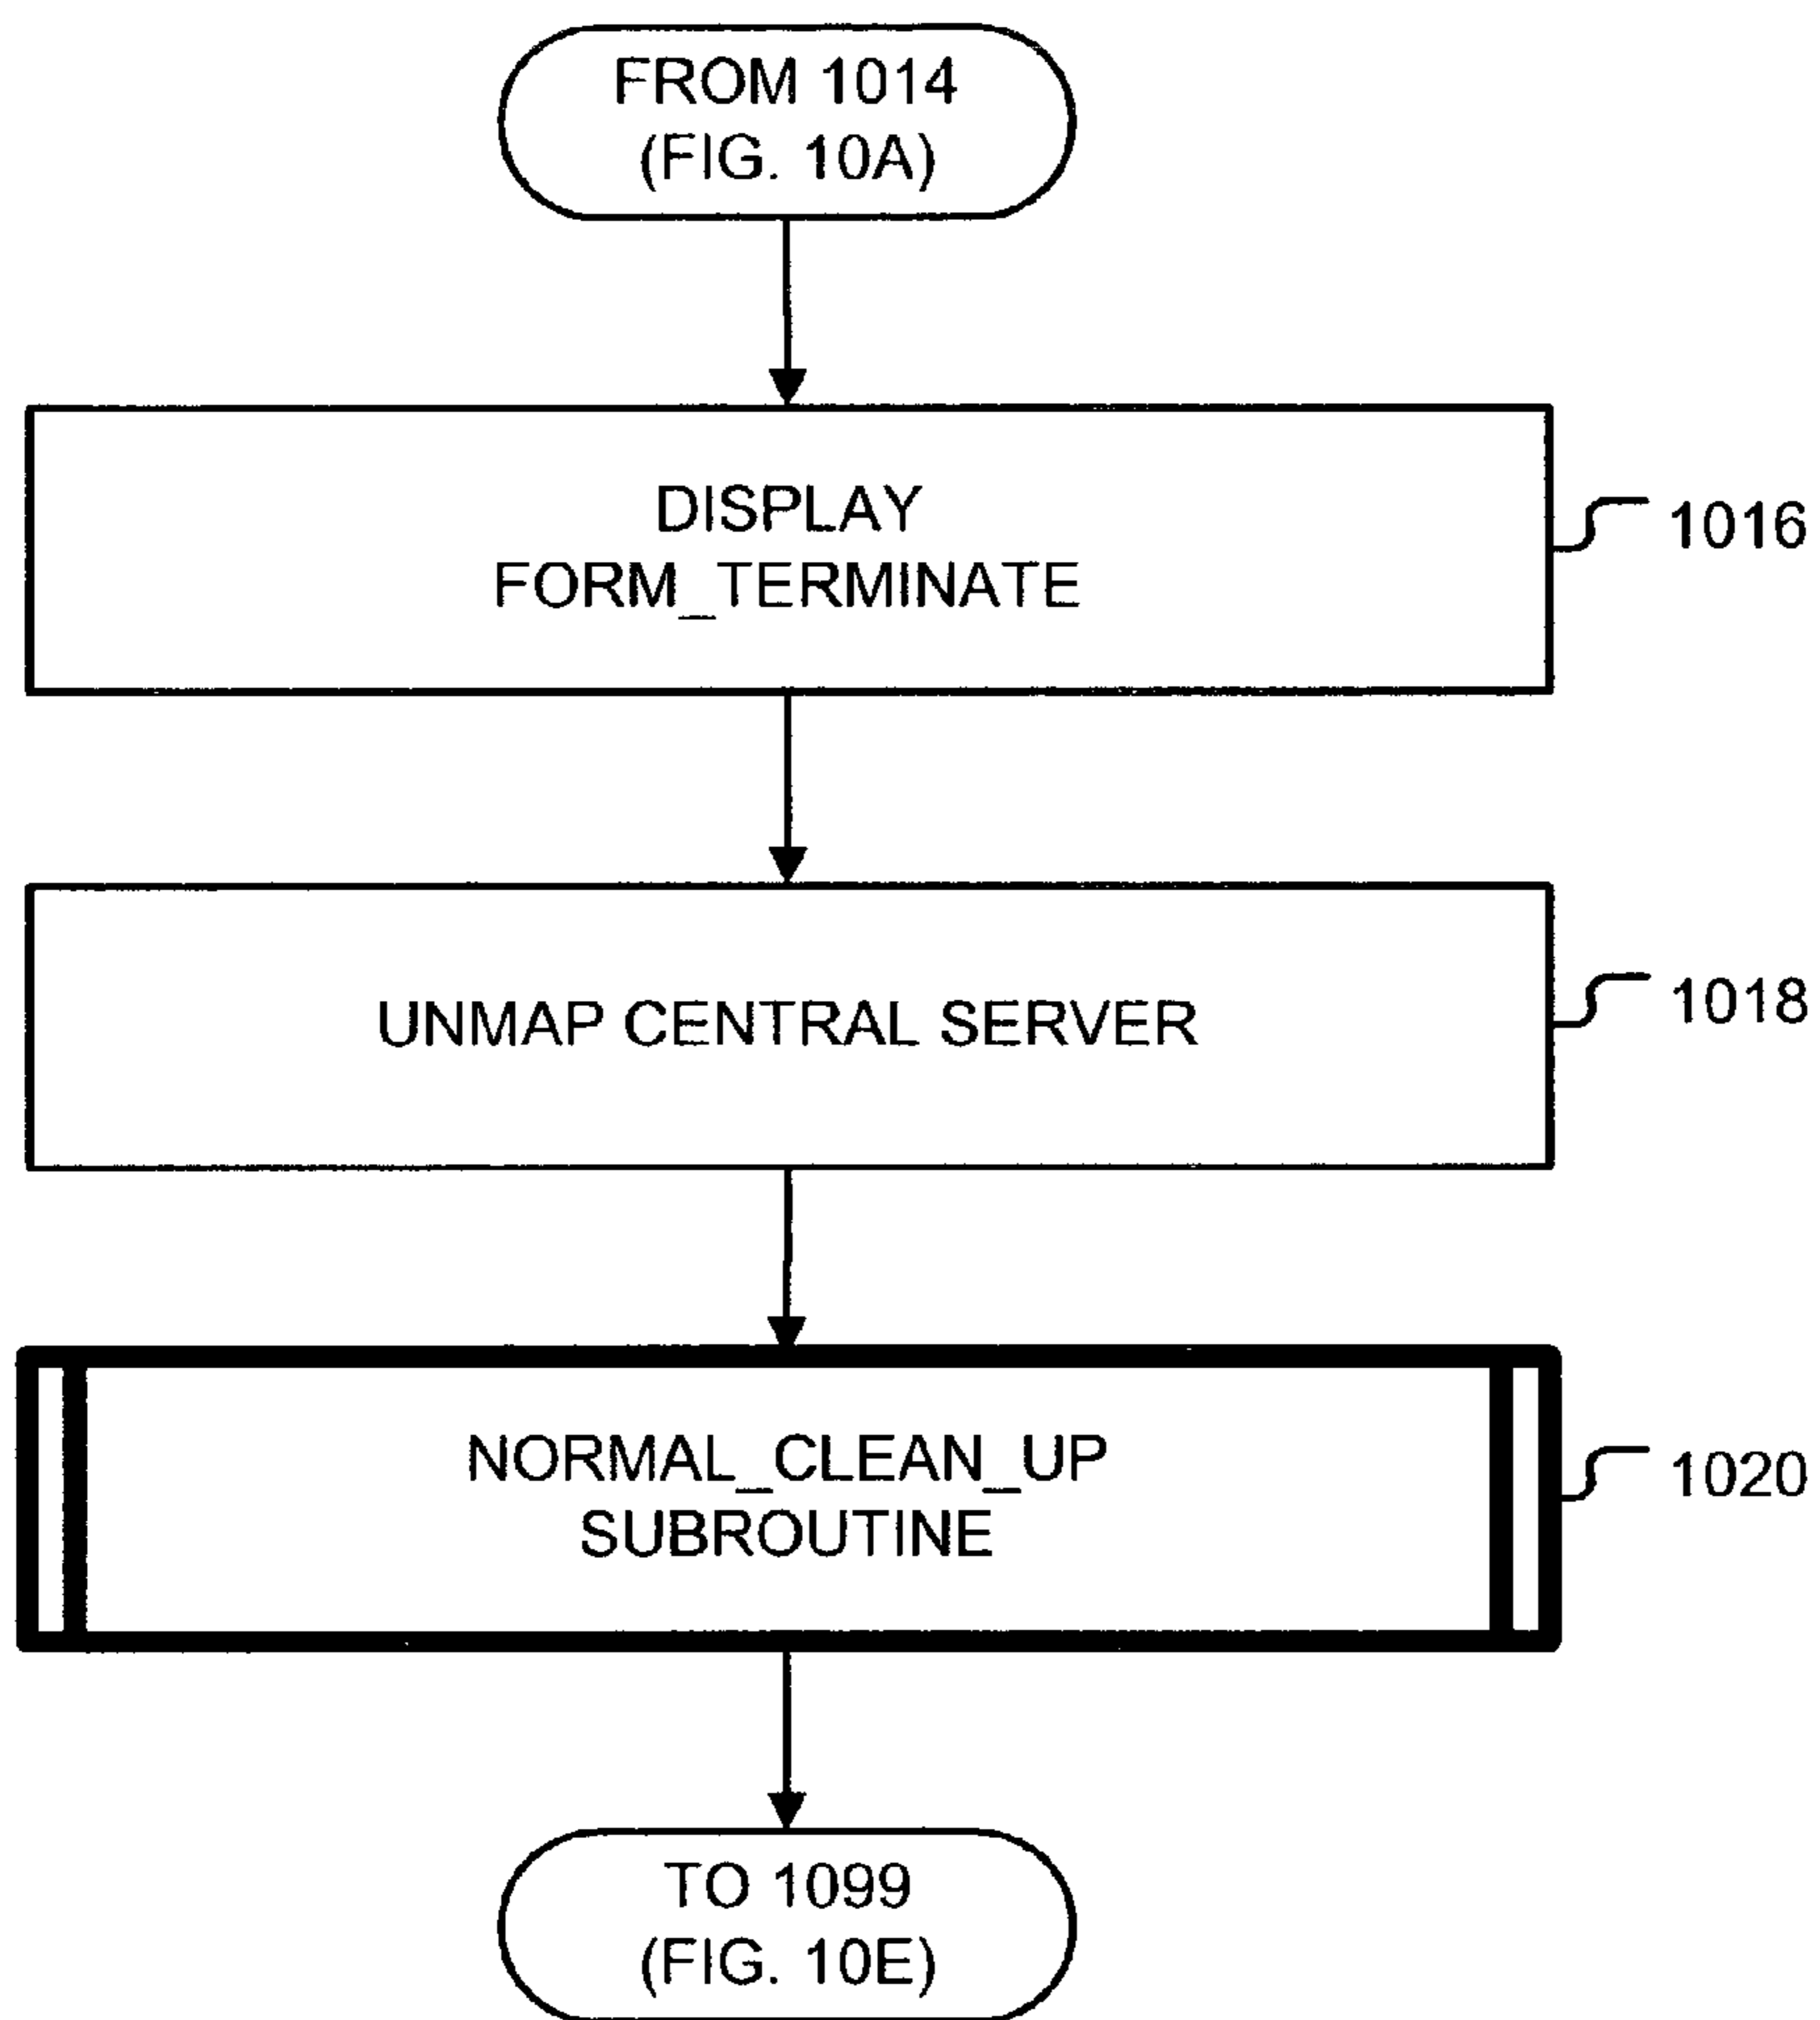 FROM 1014
(FIG. 10A)
DISPLAY
FORM_TERMINATE
1016
UNMAP CENTRAL SERVER
1018
NORMAL_CLEAN_UP
SUBROUTINE
1020
TO 1099
(FIG. 10E)